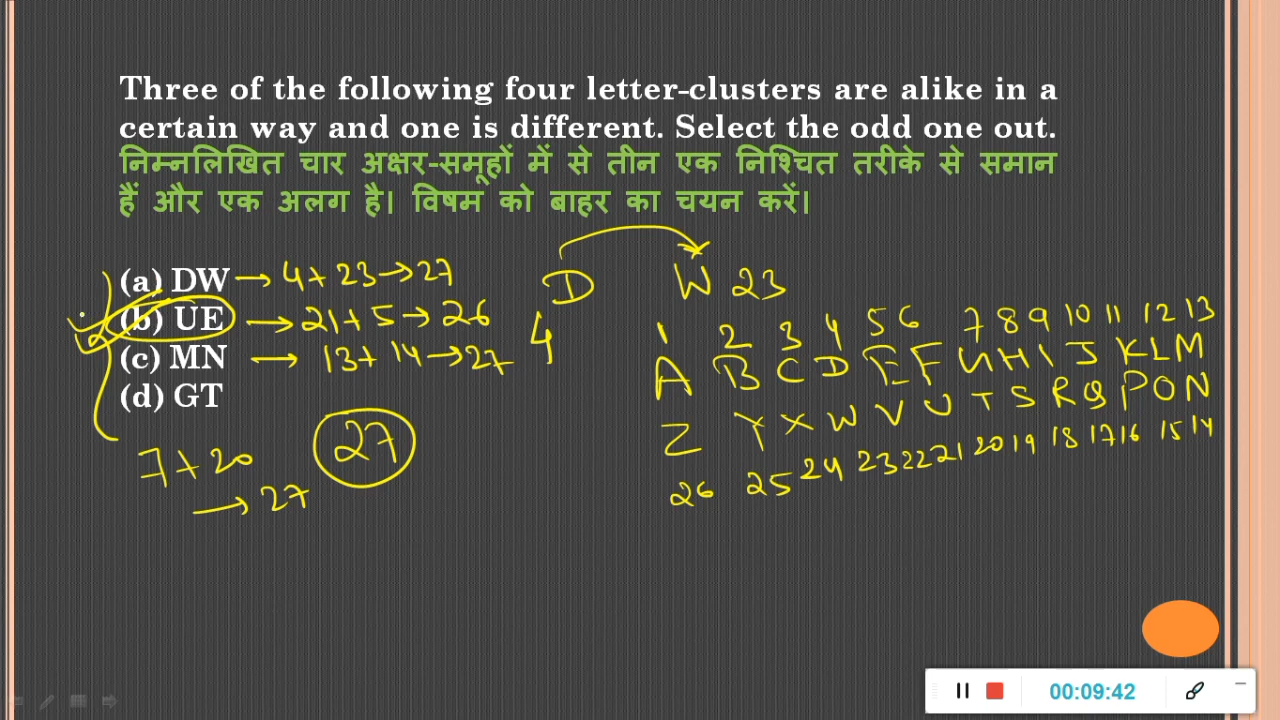 Three of the following four letter-clusters are alike in a
certain way and one is different. Select the odd one out.
निम्नलिखित चार अक्षर-समूहों में से तीन एक निश्चित तरीके से समान
हैं और एक अलग है। विषम को बाहर का चयन करें।
(a) DW → 4+23→27
(b) UE → 21+5→26
(c) MN → 13+14→27
(d) GT
7+20
→27
27
D W 23
4
1 2 3 4 5 6 7 8 9 10 11 12 13
A B C D E F G H I J K L M
Z Y X W V U T S R Q P O N
26 25 24 23 22 21 20 19 18 17 16 15 14
00:09:42